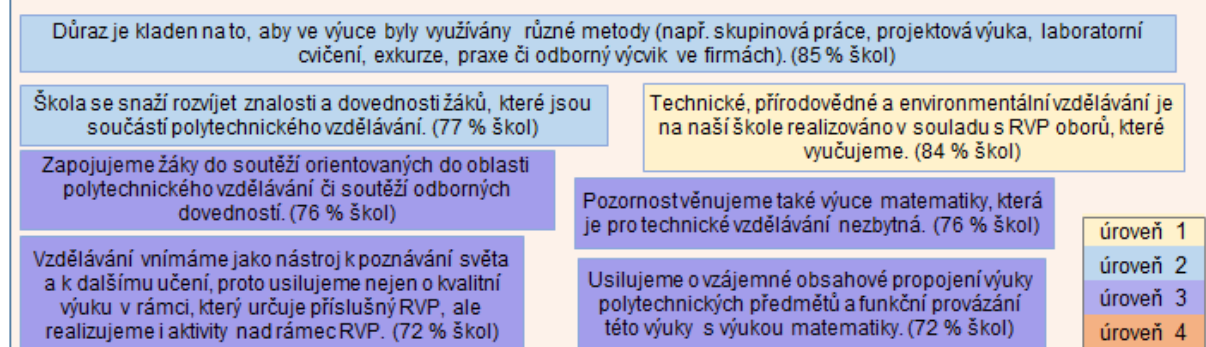 Důraz je kladen na to, aby ve výuce byly využívány různé metody (např. skupinová práce, projektová výuka, laboratorní
cvičení, exkurze, praxe či odborný výcvik ve firmách). (85 % škol)
Škola se snaží rozvíjet znalosti a dovednosti žáků, které jsou
součástí polytechnického vzdělávání. (77 % škol)
Technické, přírodovědné a environmentální vzdělávání je
na naší škole realizováno v souladu s RVP oborů, které
vyučujeme. (84 % škol)
Zapojujeme žáky do soutěží orientovaných do oblasti
polytechnického vzdělávání či soutěží odborných
dovedností. (76 % škol)
Pozornost věnujeme také výuce matematiky, která
je pro technické vzdělávání nezbytná. (76 % škol)
Vzdělávání vnímáme jako nástroj k poznávání světa
a k dalšímu učení, proto usilujeme nejen o kvalitní
výuku v rámci, který určuje příslušný RVP, ale
realizujeme i aktivity nad rámec RVP. (72 % škol)
Usilujeme o vzájemné obsahové propojení výuky
polytechnických předmětů a funkční provázání
této výuky s výukou matematiky. (72 % škol)
úroveň 1
úroveň 2
úroveň 3
úroveň 4